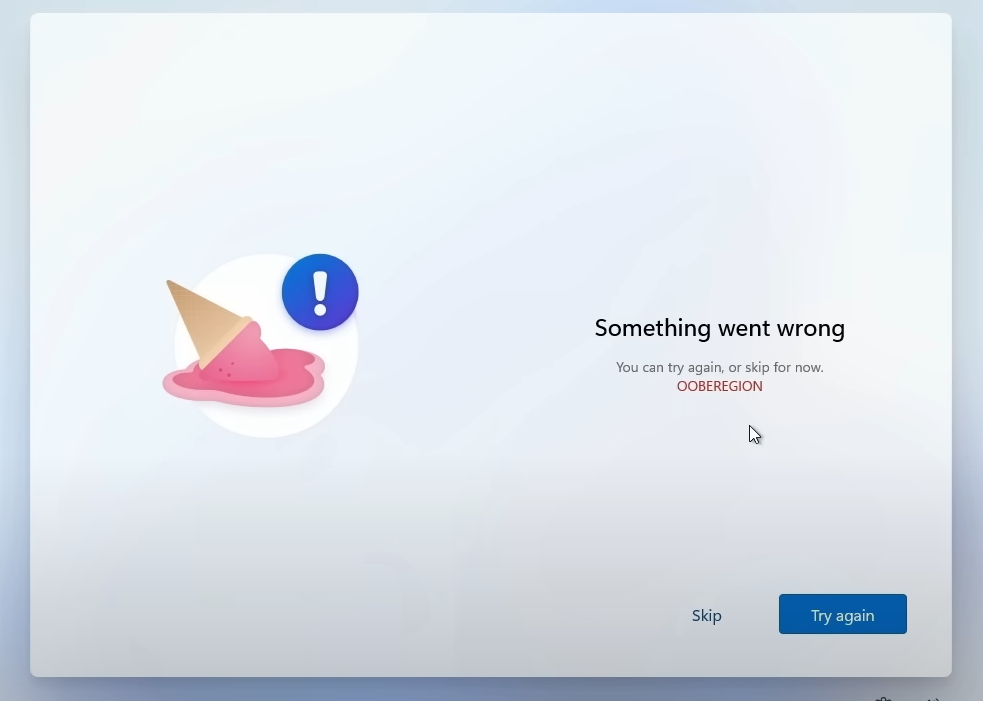 Something went wrong
You can try again, or skip for now.
OOBEREGION
Skip
Try again